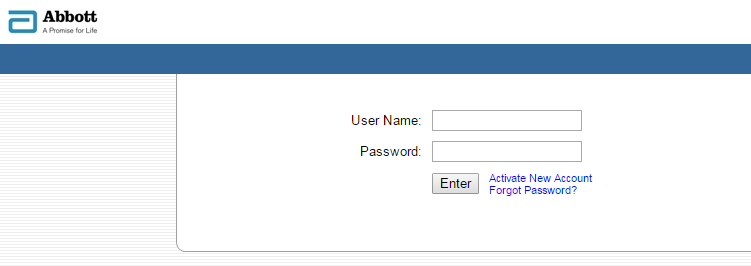 Abbott
A Promise for Life
User Name:
Password:
Enter
Activate New Account
Forgot Password?